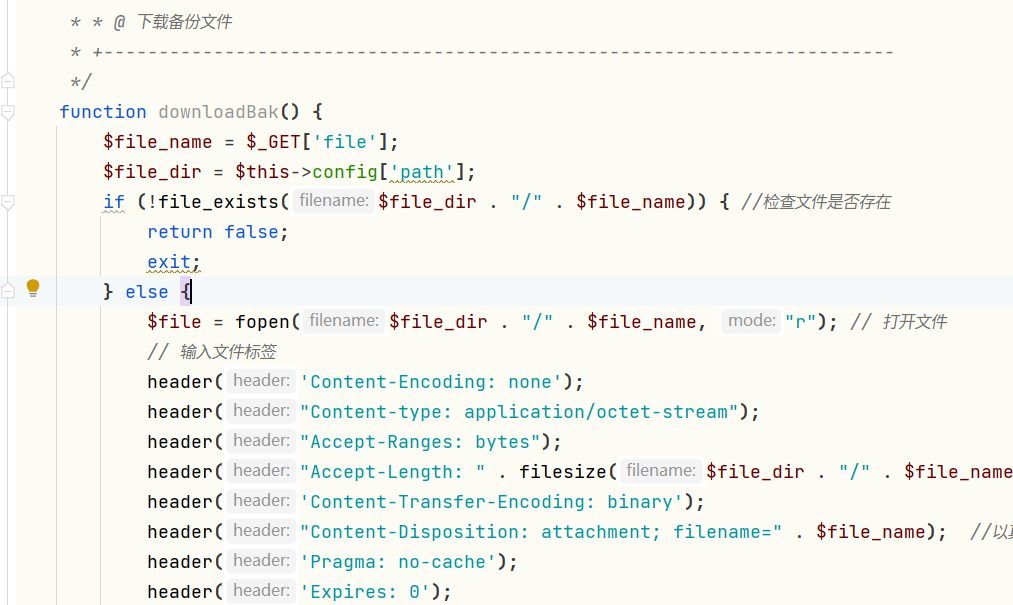 * * @ 下载备份文件
* +------------------------------------------------------------------------
*/
function downloadBak() {
$file_name = $_GET['file'];
$file_dir = $this->config['path'];
if (!file_exists( filename: $file_dir . "/" . $file_name)) { //检查文件是否存在
return false;
exit;
} else {
$file = fopen( filename: $file_dir . "/" . $file_name, mode: "r"); // 打开文件
// 输入文件标签
header( header: 'Content-Encoding: none');
header( header: "Content-type: application/octet-stream");
header( header: "Accept-Ranges: bytes");
header( header: "Accept-Length: " . filesize( filename: $file_dir . "/" . $file_name
header( header: 'Content-Transfer-Encoding: binary');
header( header: "Content-Disposition: attachment; filename=" . $file_name); //以
header( header: 'Pragma: no-cache');
header( header: 'Expires: 0');